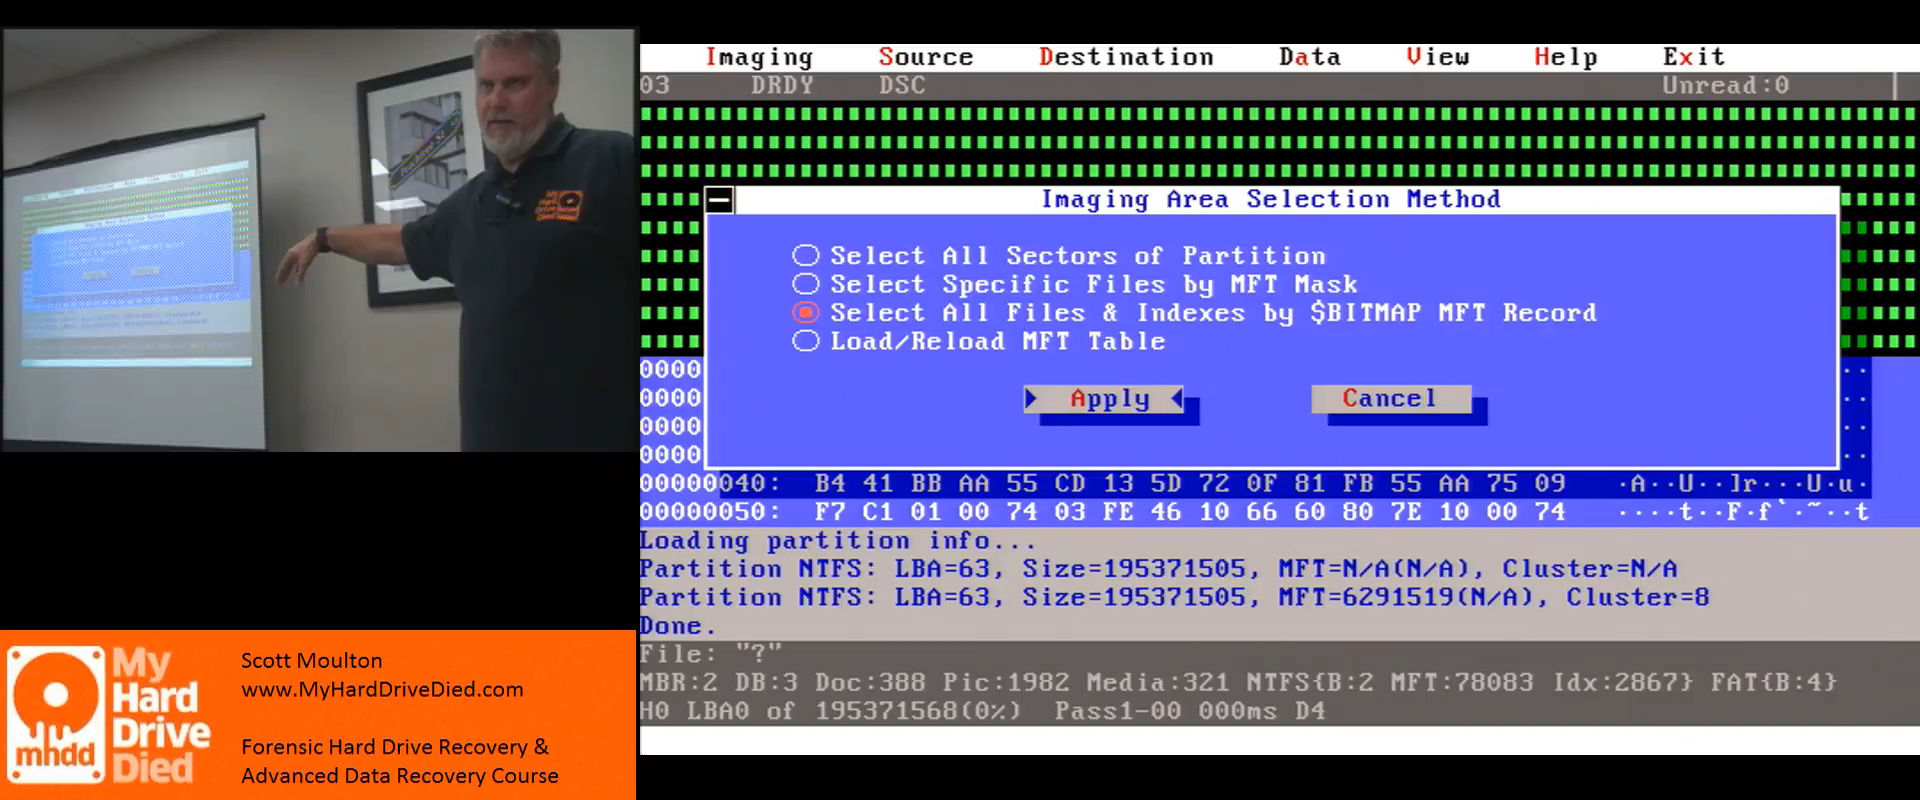 Imaging Source Destination Data View Help Exit
03 DRDY DSC Unread:0
Imaging Area Selection Method
Select All Sectors of Partition
Select Specific Files by MFT Mask
Select All Files & Indexes by $BITMAP MFT Record
Load/Reload MFT Table
Apply Cancel
0000
0000
0000
0000
00000040: B4 41 BB AA 55 CD 13 5D 72 0F 81 FB 55 AA 75 09 ·A··U··]r···U·u·
00000050: F7 C1 01 00 74 03 FE 46 10 66 60 80 7E 10 00 74 ····t··F·f`·~··t
Loading partition info...
Partition NTFS: LBA=63, Size=195371505, MFT=N/A(N/A), Cluster=N/A
Partition NTFS: LBA=63, Size=195371505, MFT=6291519(N/A), Cluster=8
Done.
File: "?"
MBR:2 DB:3 Doc:388 Pic:1982 Media:321 NTFS{B:2 MFT:78083 Idx:2867} FAT{B:4}
H0 LBA0 of 195371568(0%) Pass1-00 000ms D4
My
Hard
Drive
Died
mhdd
Scott Moulton
www.MyHardDriveDied.com
Forensic Hard Drive Recovery &
Advanced Data Recovery Course